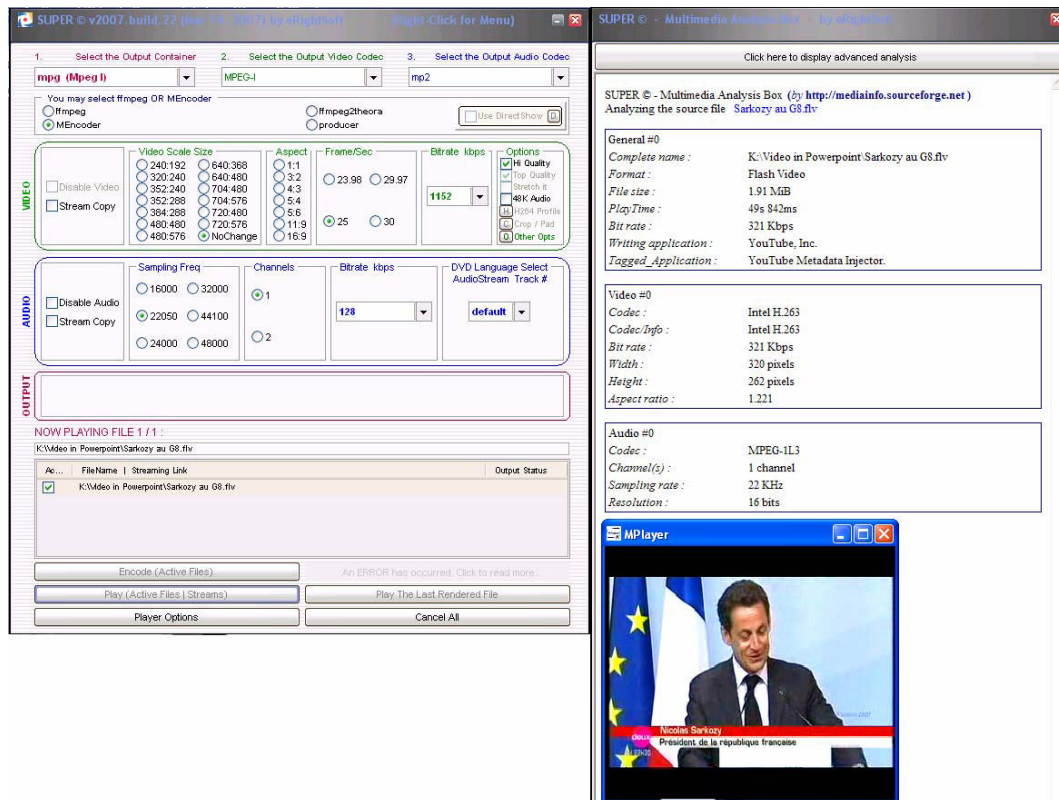 SUPER © v2007.build.22 by eRightSoft (Right-Click for Menu)
1. Select the Output Container 2. Select the Output Video Codec 3. Select the Output Audio Codec
mpg (Mpeg I) MPEG-I mp2
You may select ffmpeg OR MEncoder
ffmpeg ffmpeg2theora
MEncoder producer
Use DirectShow D.
VIDEO
Disable Video
Stream Copy
Video Scale Size
240:192 640:368
320:240 640:480
352:240 704:480
352:288 704:576
384:288 720:480
480:480 720:576
480:576 NoChange
Aspect
1:1
3:2
4:3
5:4
5:6
11:9
16:9
Frame/Sec
23.98 29.97
25 30
Bitrate kbps
1152
Options
Hi Quality
Top Quality
Stretch it
48K Audio
H. H264 Profile
C. Crop / Pad
O. Other Opts
AUDIO
Disable Audio
Stream Copy
Sampling Freq
16000 32000
22050 44100
24000 48000
Channels
1
2
Bitrate kbps
128
DVD Language Select
AudioStream Track #
default
OUTPUT
NOW PLAYING FILE 1 / 1 :
K:\Video in Powerpoint\Sarkozy au G8.flv
Ac... FileName | Streaming Link Output Status
K:\Video in Powerpoint\Sarkozy au G8.flv
Encode (Active Files) An ERROR has occurred. Click to read more...
Play (Active Files | Streams) Play The Last Rendered File
Player Options Cancel All
SUPER © - Multimedia Analysis Box - by eRightSoft
Click here to display advanced analysis
SUPER © - Multimedia Analysis Box (by http://mediainfo.sourceforge.net )
Analyzing the source file Sarkozy au G8.flv
General #0
Complete name : K:\Video in Powerpoint\Sarkozy au G8.flv
Format : Flash Video
File size : 1.91 MiB
PlayTime : 49s 842ms
Bit rate : 321 Kbps
Writing application : YouTube, Inc.
Tagged_Application : YouTube Metadata Injector.
Video #0
Codec : Intel H.263
Codec/Info : Intel H.263
Bit rate : 321 Kbps
Width : 320 pixels
Height : 262 pixels
Aspect ratio : 1.221
Audio #0
Codec : MPEG-1L3
Channel(s) : 1 channel
Sampling rate : 22 KHz
Resolution : 16 bits
MPlayer
Nicolas Sarkozy
deux
Président de la république française